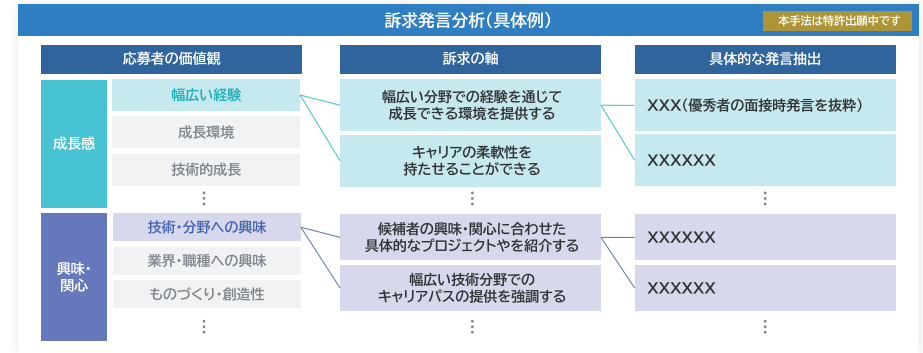 訴求発言分析(具体例)
本手法は特許出願中です
応募者の価値観
訴求の軸
具体的な発言抽出
成長感
幅広い経験
成長環境
技術的成長
⋮
幅広い分野での経験を通じて
成長できる環境を提供する
キャリアの柔軟性を
持たせることができる
⋮
XXX(優秀者の面接時発言を抜粋)
XXXXXX
⋮
興味・
関心
技術・分野への興味
業界・職種への興味
ものづくり・創造性
⋮
候補者の興味・関心に合わせた
具体的なプロジェクトやを紹介する
幅広い技術分野での
キャリアパスの提供を強調する
⋮
XXXXXX
XXXXXX
⋮